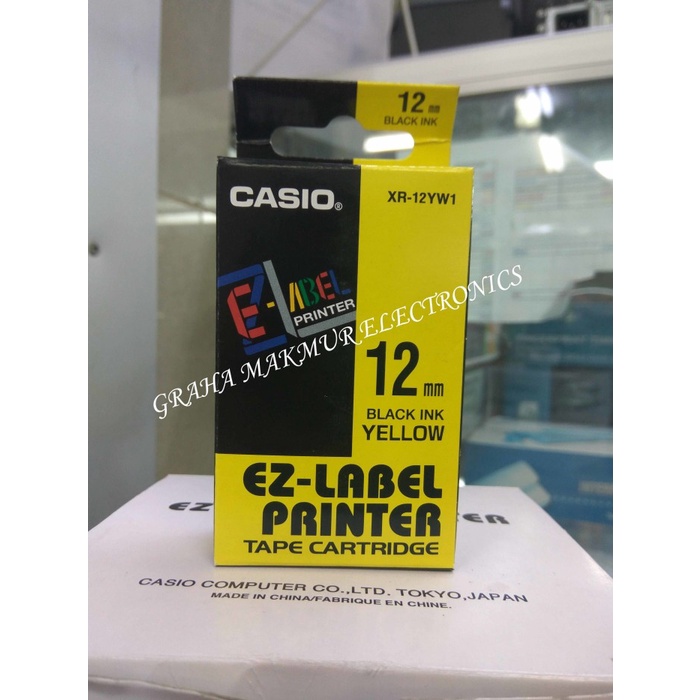 12 mm
BLACK INK
CASIO®
XR-12YW1
E-LABEL
PRINTER
GRAHA MAKMUR ELECTRONICS
12 mm
BLACK INK
YELLOW
EZ-LABEL
PRINTER
TAPE CARTRIDGE
CASIO COMPUTER CO.,LTD. TOKYO,JAPAN
MADE IN CHINA/FABRIQUE EN CHINE.